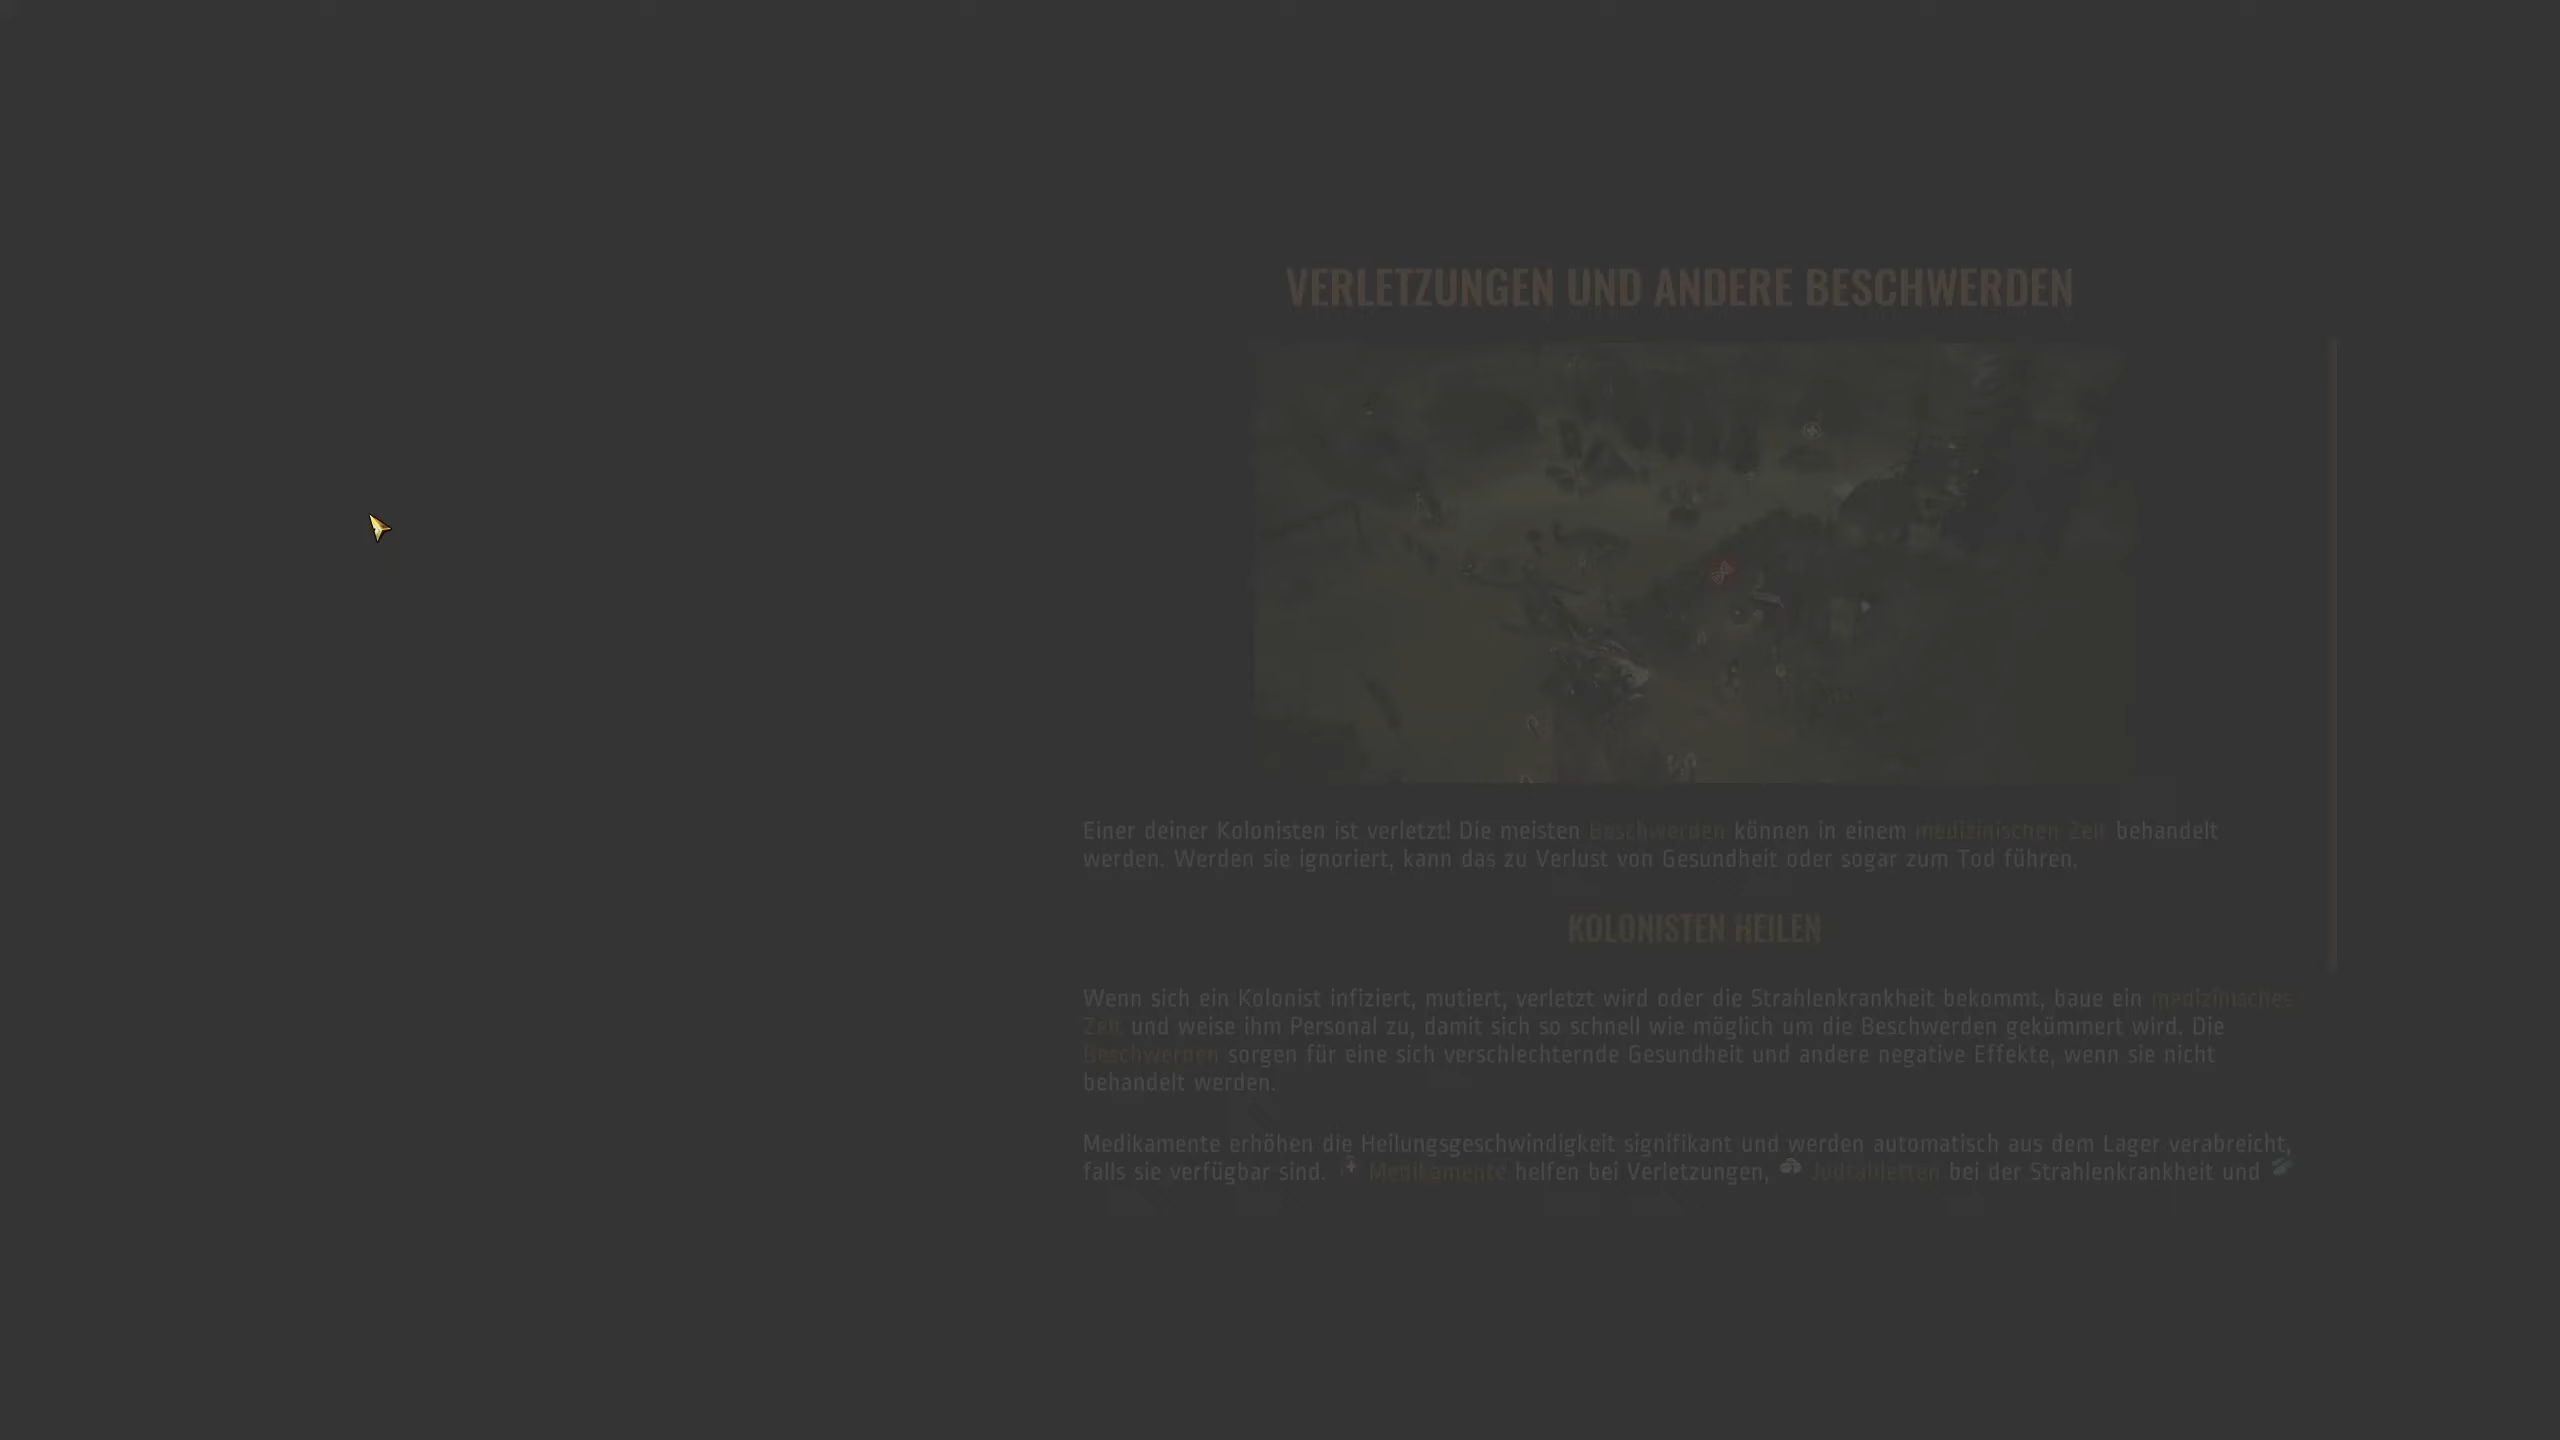 VERLETZUNGEN UND ANDERE BESCHWERDEN
Einer deiner Kolonisten ist verletzt! Die meisten Beschwerden können in einem medizinischen Zelt behandelt
werden. Werden sie ignoriert, kann das zu Verlust von Gesundheit oder sogar zum Tod führen.
KOLONISTEN HEILEN
Wenn sich ein Kolonist infiziert, mutiert, verletzt wird oder die Strahlenkrankheit bekommt, baue ein medizinisches
Zelt und weise ihm Personal zu, damit sich so schnell wie möglich um die Beschwerden gekümmert wird. Die
Beschwerden sorgen für eine sich verschlechternde Gesundheit und andere negative Effekte, wenn sie nicht
behandelt werden.
Medikamente erhöhen die Heilungsgeschwindigkeit signifikant und werden automatisch aus dem Lager verabreicht,
falls sie verfügbar sind. Medikamente helfen bei Verletzungen, Jodtabletten bei der Strahlenkrankheit und